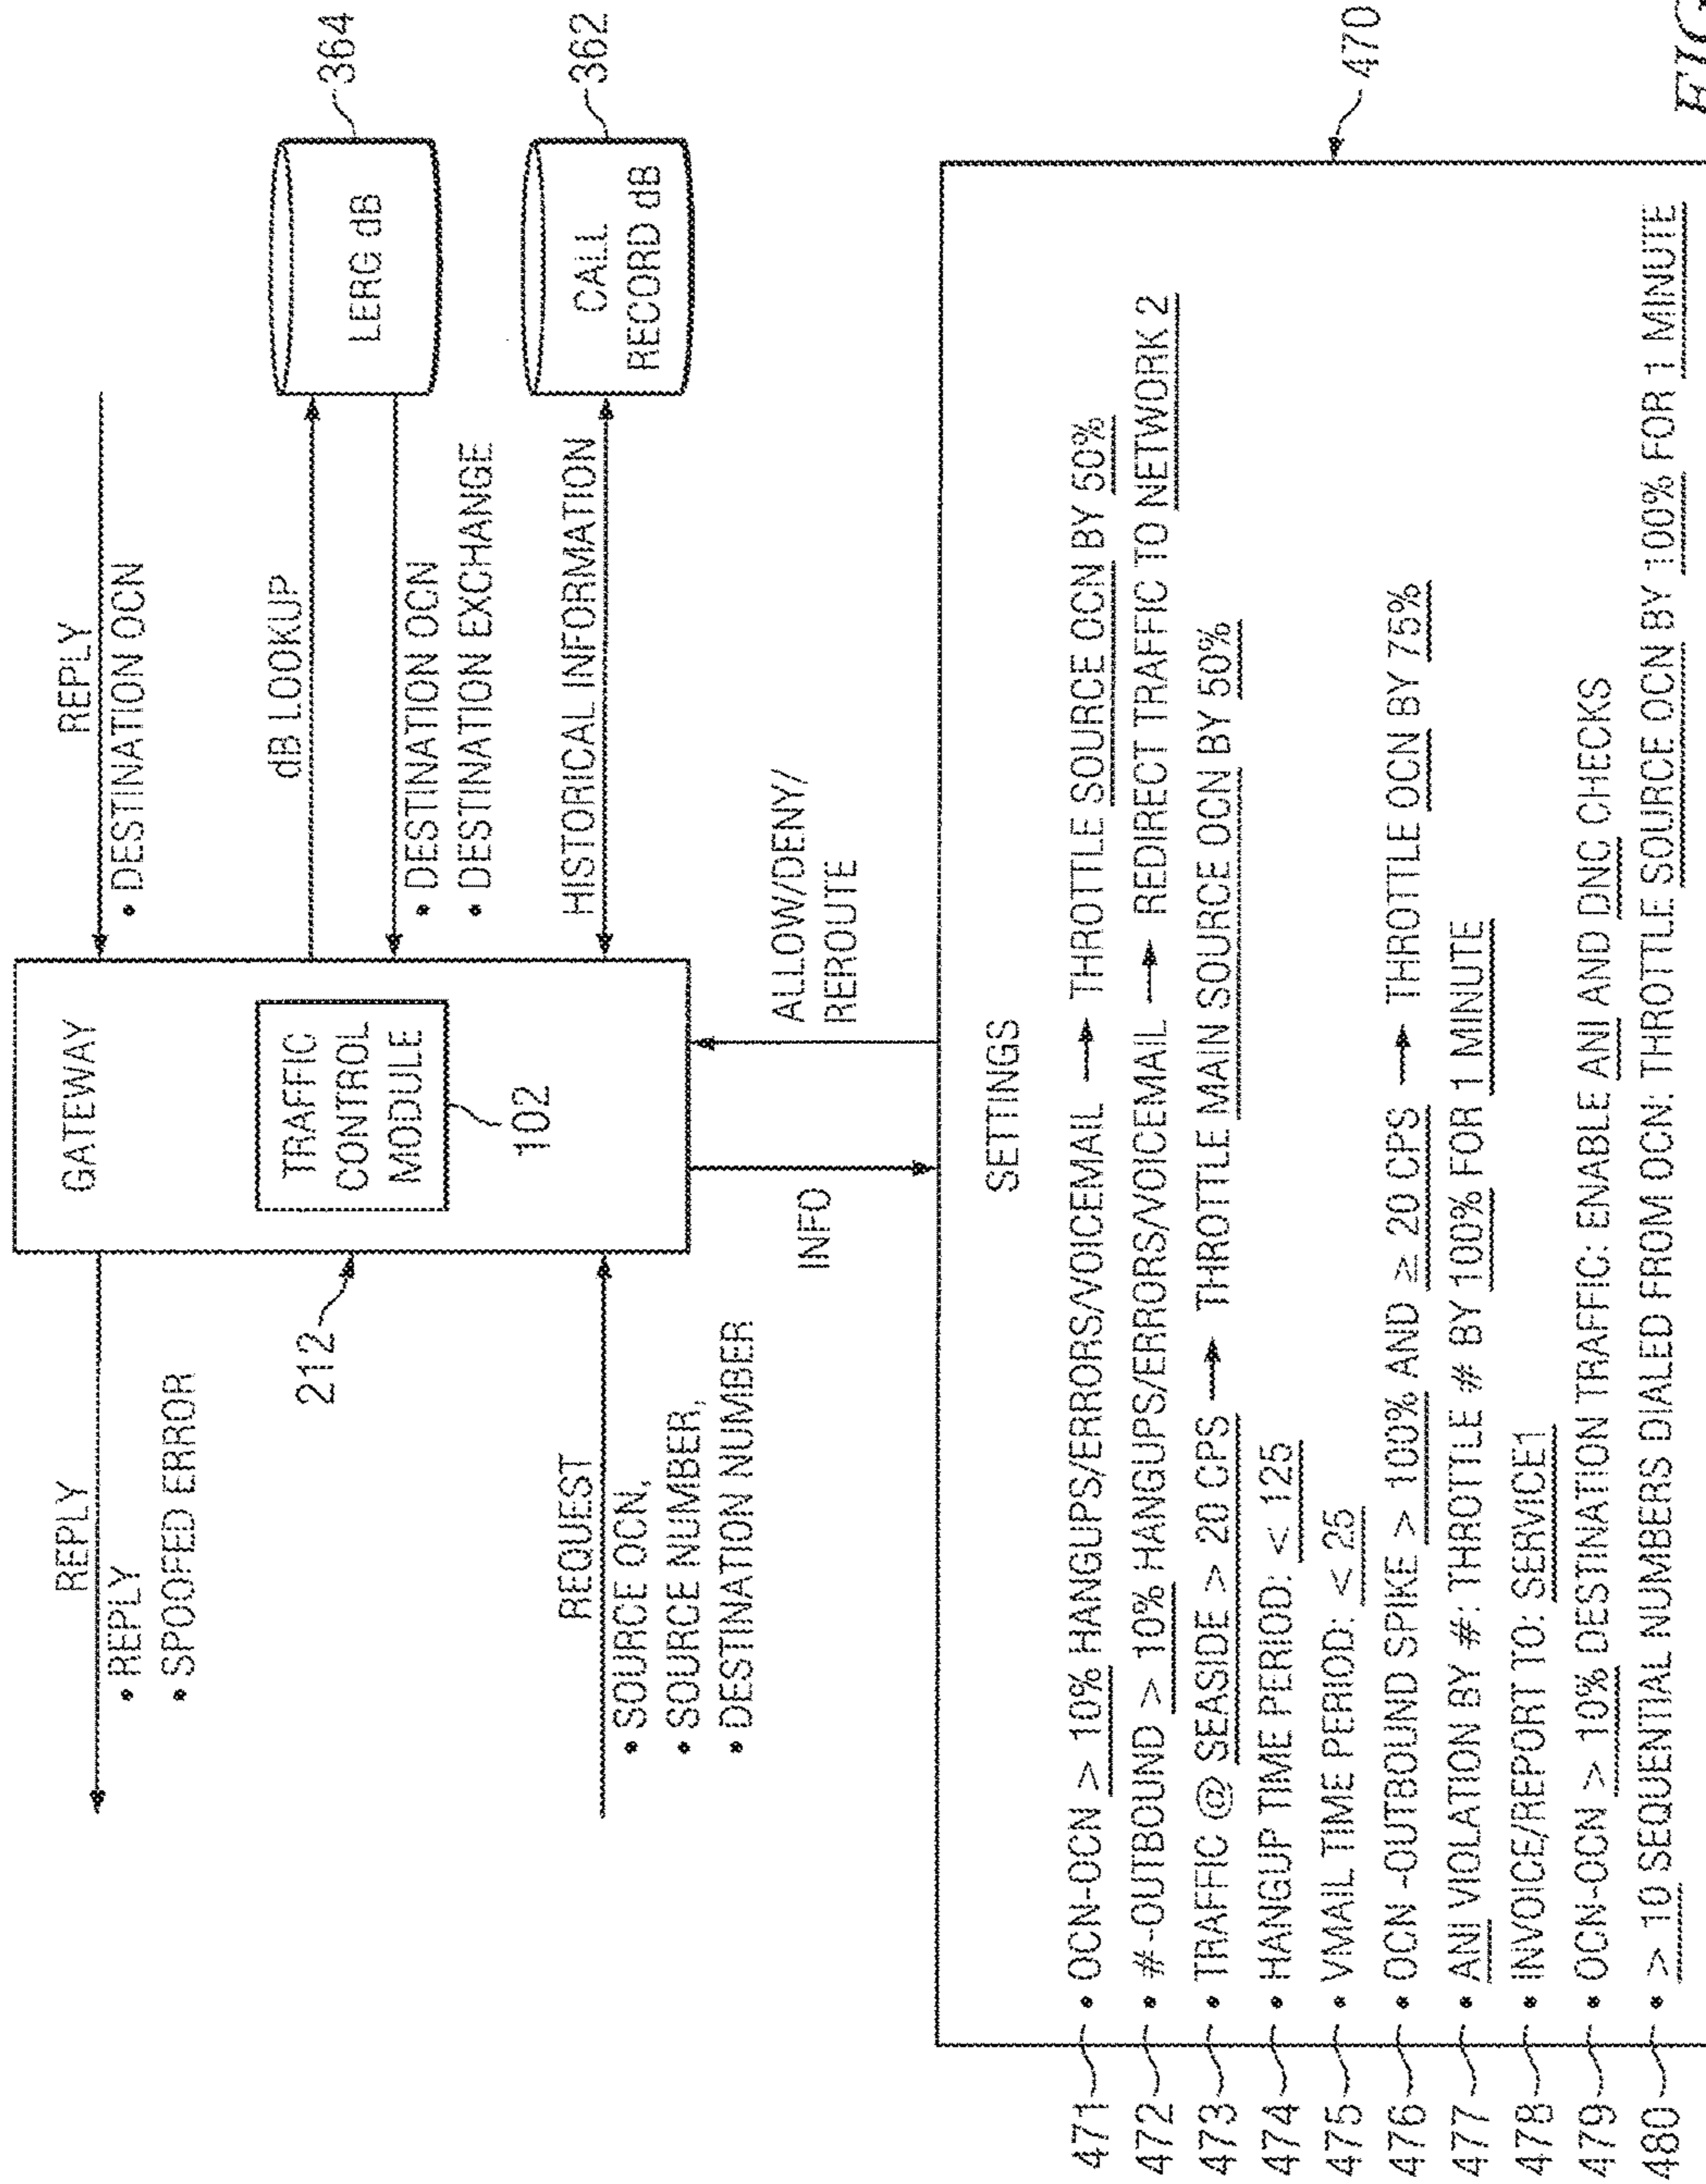 REPLY
• REPLY
• SPOOFED ERROR
212
REQUEST
• SOURCE OCN,
• SOURCE NUMBER,
• DESTINATION NUMBER
GATEWAY
TRAFFIC
CONTROL
MODULE
102
REPLY
• DESTINATION OCN
dB LOOKUP
• DESTINATION OCN
• DESTINATION EXCHANGE
HISTORICAL INFORMATION
LERG dB
364
CALL
RECORD dB
362
INFO
ALLOW/DENY/
REROUTE
470
SETTINGS
471 • OCN-OCN > 10% HANGUPS/ERRORS/VOICEMAIL → THROTTLE SOURCE OCN BY 50%
472 • #-OUTBOUND > 10% HANGUPS/ERRORS/VOICEMAIL → REDIRECT TRAFFIC TO NETWORK 2
473 • TRAFFIC @ SEASIDE > 20 CPS → THROTTLE MAIN SOURCE OCN BY 50%
474 • HANGUP TIME PERIOD: < 125
475 • VMAIL TIME PERIOD: < 25
476 • OCN -OUTBOUND SPIKE > 100% AND ≥ 20 CPS → THROTTLE OCN BY 75%
477 • ANI VIOLATION BY #: THROTTLE # BY 100% FOR 1 MINUTE
478 • INVOICE/REPORT TO: SERVICE1
479 • OCN-OCN > 10% DESTINATION TRAFFIC: ENABLE ANI AND DNC CHECKS
480 • > 10 SEQUENTIAL NUMBERS DIALED FROM OCN: THROTTLE SOURCE OCN BY 100% FOR 1 MINUTE